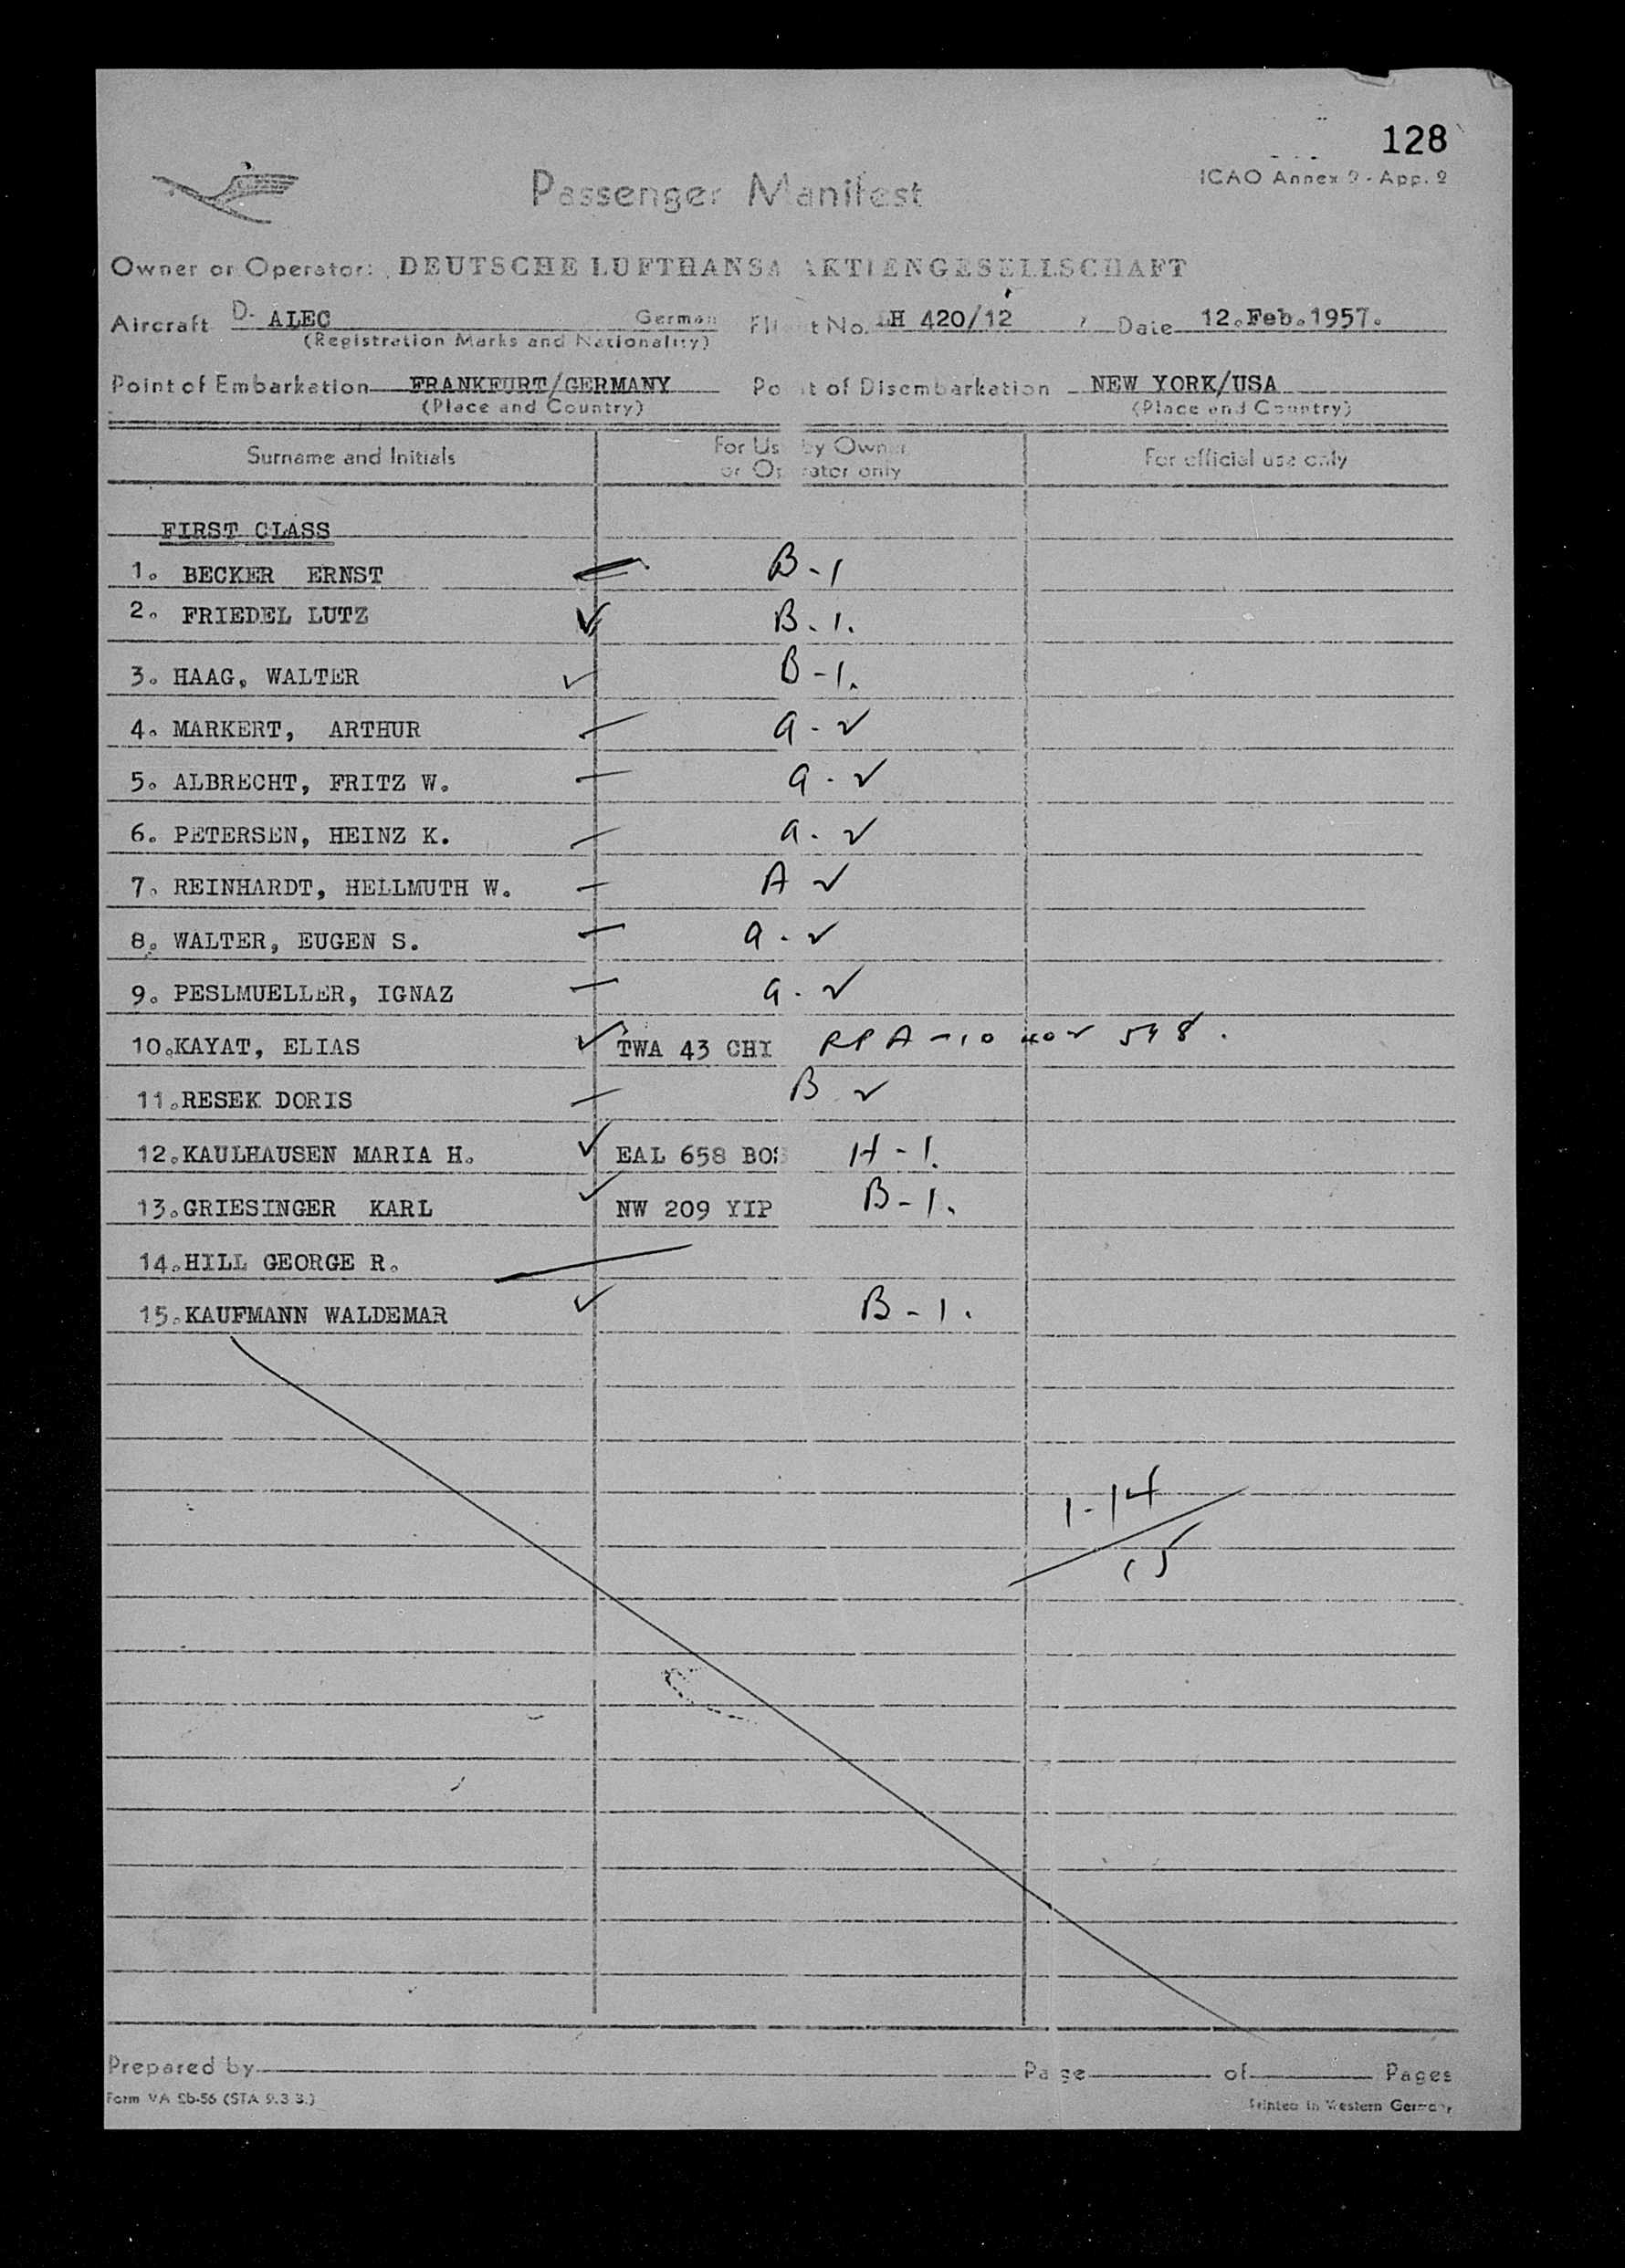 128
ICAO Annex 9 - App. 2
Passenger Manifest
Owner or Operator: DEUTSCHE LUFTHANSA AKTIENGESELLSCHAFT
Aircraft D- ALEC German Flight No. LH 420/12 Date 12.Feb.1957.
(Registration Marks and Nationality)
Point of Embarkation FRANKFURT/GERMANY Point of Disembarkation NEW YORK/USA
(Place and Country) (Place and Country)
Surname and Initials For Use by Owner or Operator only For official use only
FIRST CLASS
1. BECKER ERNST B-1
2. FRIEDEL LUTZ B-1.
3. HAAG, WALTER B-1.
4. MARKERT, ARTHUR a-✓
5. ALBRECHT, FRITZ W. a-✓
6. PETERSEN, HEINZ K. a-✓
7. REINHARDT, HELLMUTH W. A ✓
8. WALTER, EUGEN S. a-✓
9. PESLMUELLER, IGNAZ a-✓
10.KAYAT, ELIAS TWA 43 CHI
11.RESEK DORIS B ✓
12.KAULHAUSEN MARIA H. EAL 658 BOS H-1.
13.GRIESINGER KARL NW 209 YIP B-1.
14.HILL GEORGE R.
15.KAUFMANN WALDEMAR B-1.
1-14
15
Prepared by Page of Pages
Form VA 2b-56 (STA 9.3.3.) Printed in Western Germany